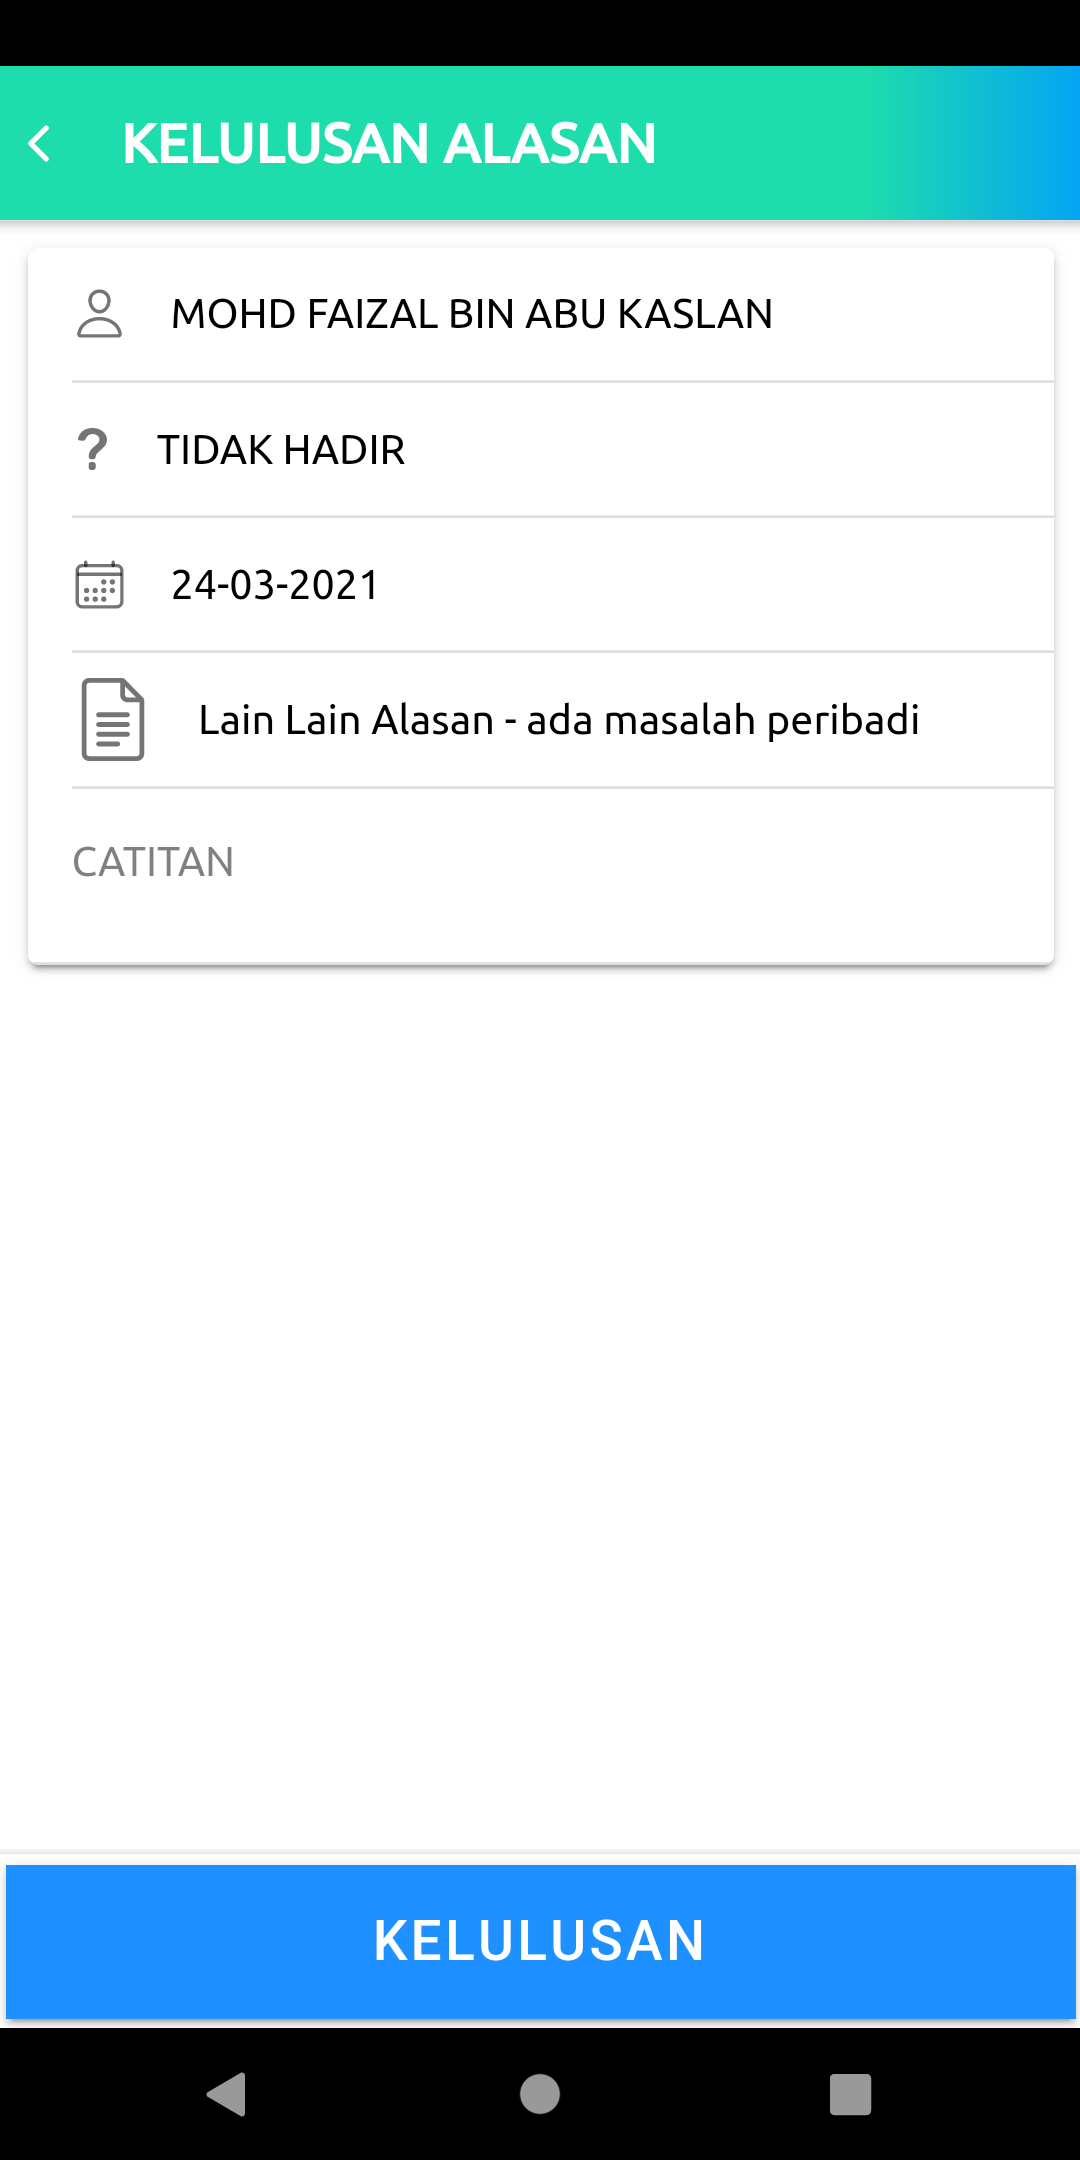 KELULUSAN ALASAN
MOHD FAIZAL BIN ABU KASLAN
TIDAK HADIR
24-03-2021
Lain Lain Alasan - ada masalah peribadi
CATITAN
KELULUSAN